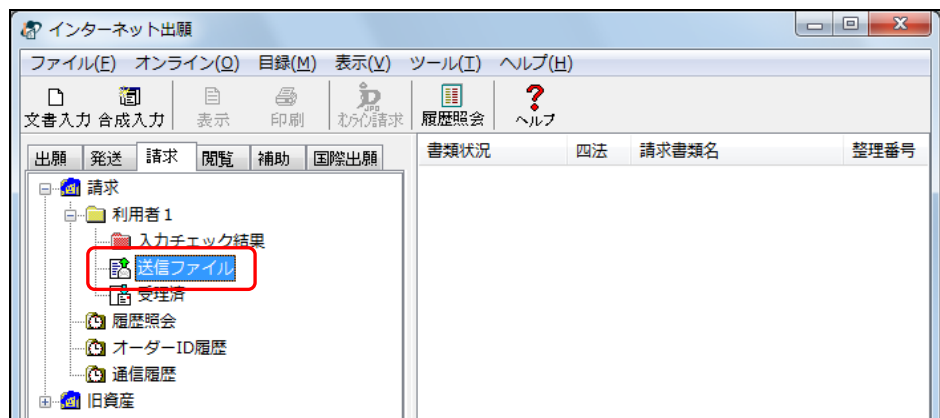 インターネット出願
ファイル(F) オンライン(O) 目録(M) 表示(V) ツール(T) ヘルプ(H)
文書入力 合成入力 表示 印刷 オンライン請求 履歴照会 ヘルプ
出願 発送 請求 閲覧 補助 国際出願
書類状況 四法 請求書類名 整理番号
請求
利用者1
入力チェック結果
送信ファイル
受理済
履歴照会
オーダーID履歴
通信履歴
旧資産